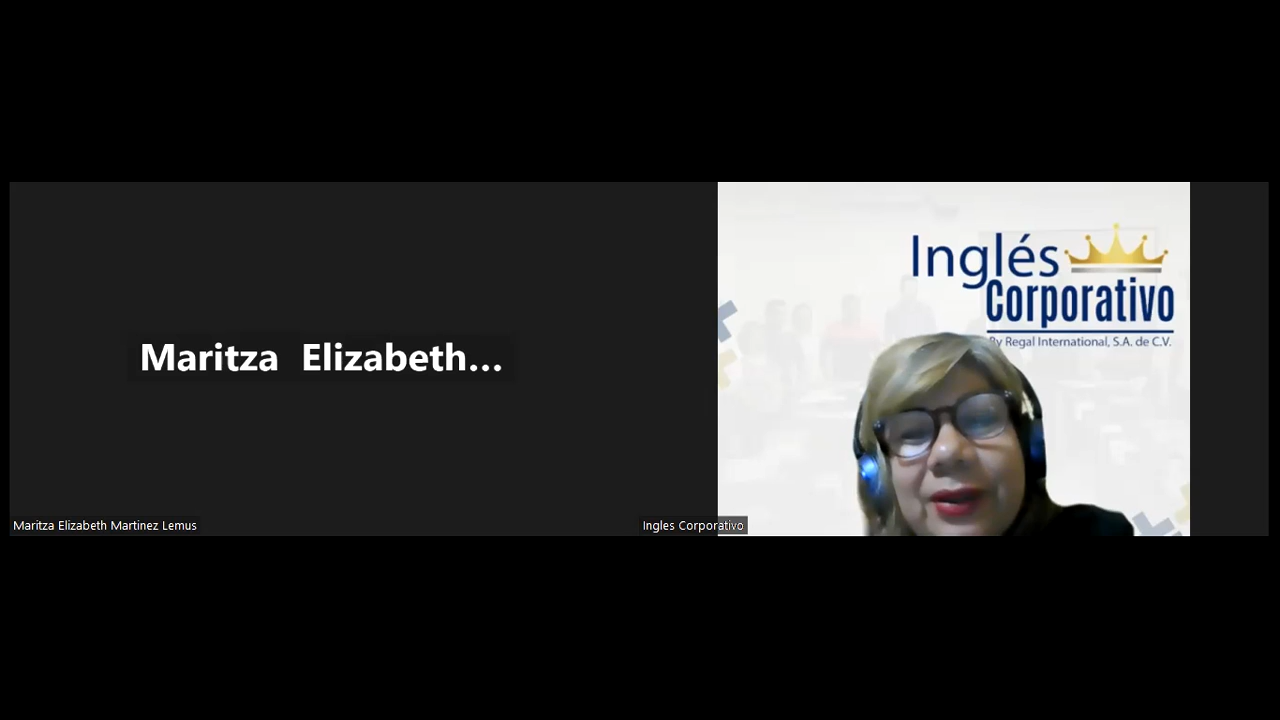 Maritza Elizabeth...
Maritza Elizabeth Martinez Lemus
Inglés
Corporativo
By Regal International, S.A. de C.V.
Ingles Corporativo